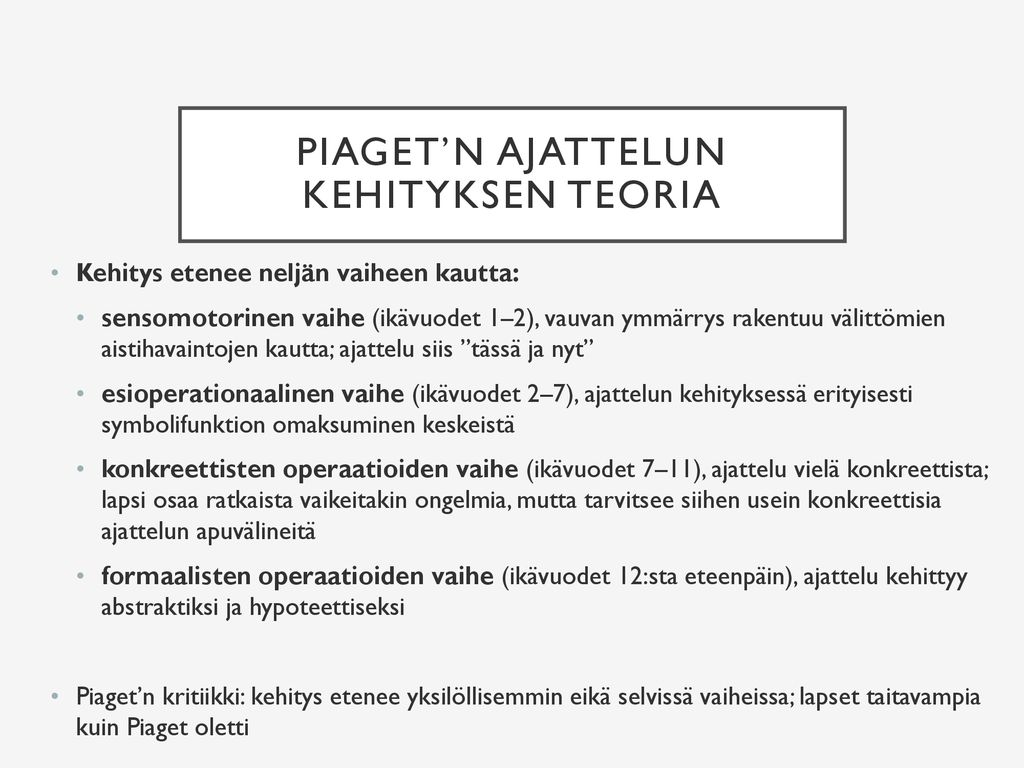 PIAGET’N AJATTELUN
KEHITYKSEN TEORIA
• Kehitys etenee neljän vaiheen kautta:
• sensomotorinen vaihe (ikävuodet 1–2), vauvan ymmärrys rakentuu välittömien
aistihavaintojen kautta; ajattelu siis ”tässä ja nyt”
• esioperationaalinen vaihe (ikävuodet 2–7), ajattelun kehityksessä erityisesti
symbolifunktion omaksuminen keskeistä
• konkreettisten operaatioiden vaihe (ikävuodet 7–11), ajattelu vielä konkreettista;
lapsi osaa ratkaista vaikeitakin ongelmia, mutta tarvitsee siihen usein konkreettisia
ajattelun apuvälineitä
• formaalisten operaatioiden vaihe (ikävuodet 12:sta eteenpäin), ajattelu kehittyy
abstraktiksi ja hypoteettiseksi
• Piaget’n kritiikki: kehitys etenee yksilöllisemmin eikä selvissä vaiheissa; lapset taitavampia
kuin Piaget oletti